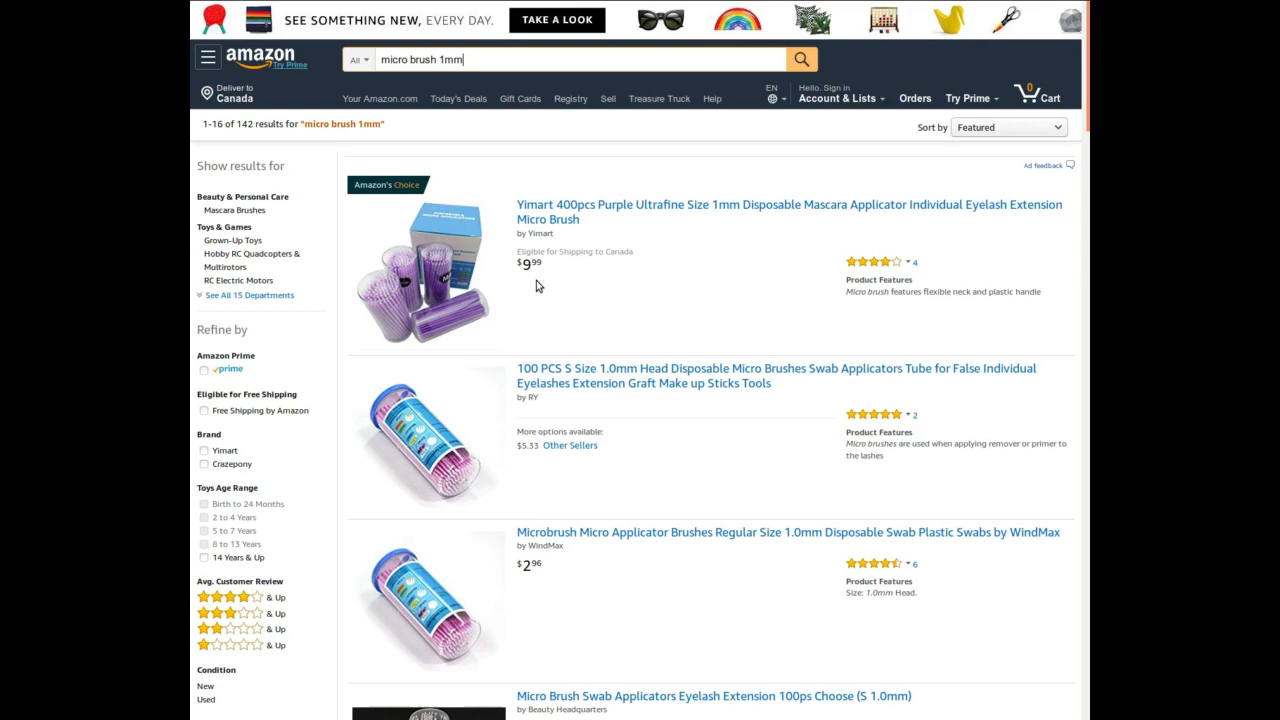 SEE SOMETHING NEW, EVERY DAY.
TAKE A LOOK
amazon
Try Prime
All
micro brush 1mm
Deliver to
Canada
Your Amazon.com
Today's Deals
Gift Cards
Registry
Sell
Treasure Truck
Help
EN
Hello. Sign in
Account & Lists
Orders
Try Prime
0
Cart
1-16 of 142 results for "micro brush 1mm"
Sort by
Featured
Show results for
Beauty & Personal Care
Mascara Brushes
Toys & Games
Grown-Up Toys
Hobby RC Quadcopters &
Multirotors
RC Electric Motors
See All 15 Departments
Refine by
Amazon Prime
prime
Eligible for Free Shipping
Free Shipping by Amazon
Brand
Yimart
Crazepony
Toys Age Range
Birth to 24 Months
2 to 4 Years
5 to 7 Years
8 to 13 Years
14 Years & Up
Avg. Customer Review
& Up
& Up
& Up
& Up
Condition
New
Used
Ad feedback
Amazon's Choice
Yimart 400pcs Purple Ultrafine Size 1mm Disposable Mascara Applicator Individual Eyelash Extension
Micro Brush
by Yimart
Eligible for Shipping to Canada
$9 99
4
Product Features
Micro brush features flexible neck and plastic handle
100 PCS S Size 1.0mm Head Disposable Micro Brushes Swab Applicators Tube for False Individual
Eyelashes Extension Graft Make up Sticks Tools
by RY
More options available:
$5.33 Other Sellers
2
Product Features
Micro brushes are used when applying remover or primer to
the lashes
Microbrush Micro Applicator Brushes Regular Size 1.0mm Disposable Swab Plastic Swabs by WindMax
by WindMax
$2 96
6
Product Features
Size: 1.0mm Head.
Micro Brush Swab Applicators Eyelash Extension 100ps Choose (S 1.0mm)
by Beauty Headquarters